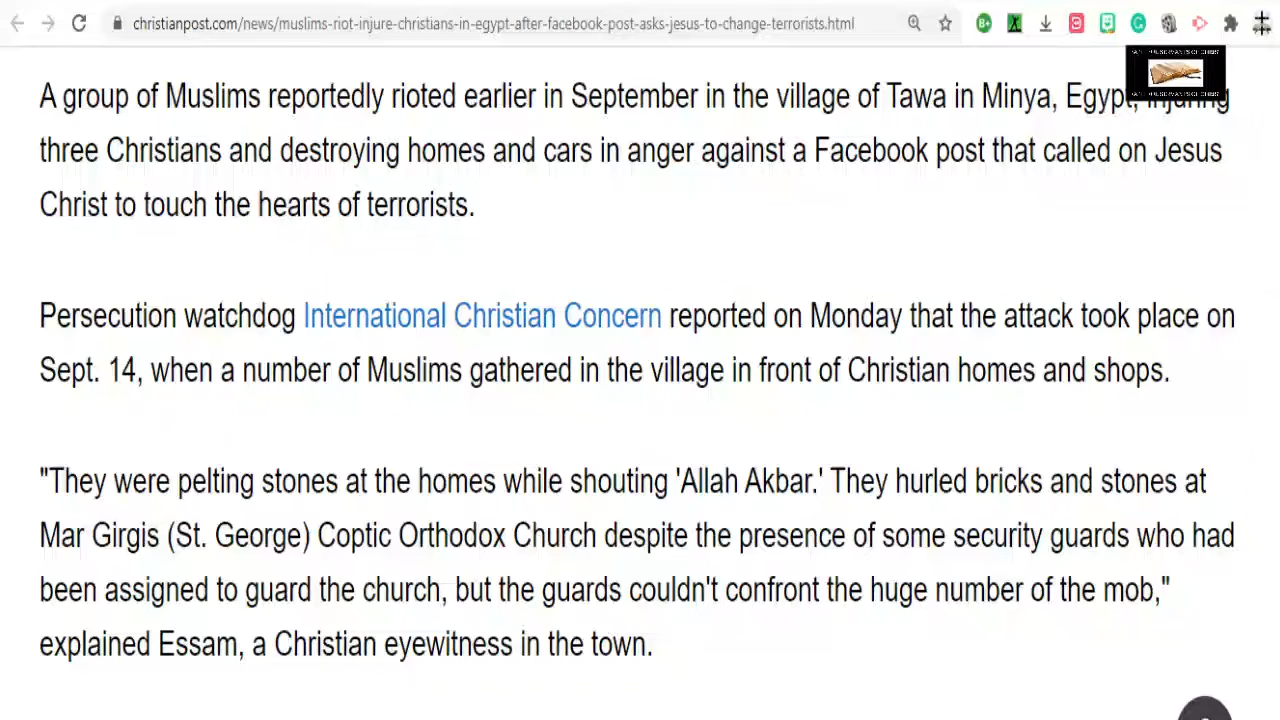 christianpost.com/news/muslims-riot-injure-christians-in-egypt-after-facebook-post-asks-jesus-to-change-terrorists.html
A group of Muslims reportedly rioted earlier in September in the village of Tawa in Minya, Egypt, injuring
three Christians and destroying homes and cars in anger against a Facebook post that called on Jesus
Christ to touch the hearts of terrorists.
Persecution watchdog International Christian Concern reported on Monday that the attack took place on
Sept. 14, when a number of Muslims gathered in the village in front of Christian homes and shops.
"They were pelting stones at the homes while shouting 'Allah Akbar.' They hurled bricks and stones at
Mar Girgis (St. George) Coptic Orthodox Church despite the presence of some security guards who had
been assigned to guard the church, but the guards couldn't confront the huge number of the mob,"
explained Essam, a Christian eyewitness in the town.